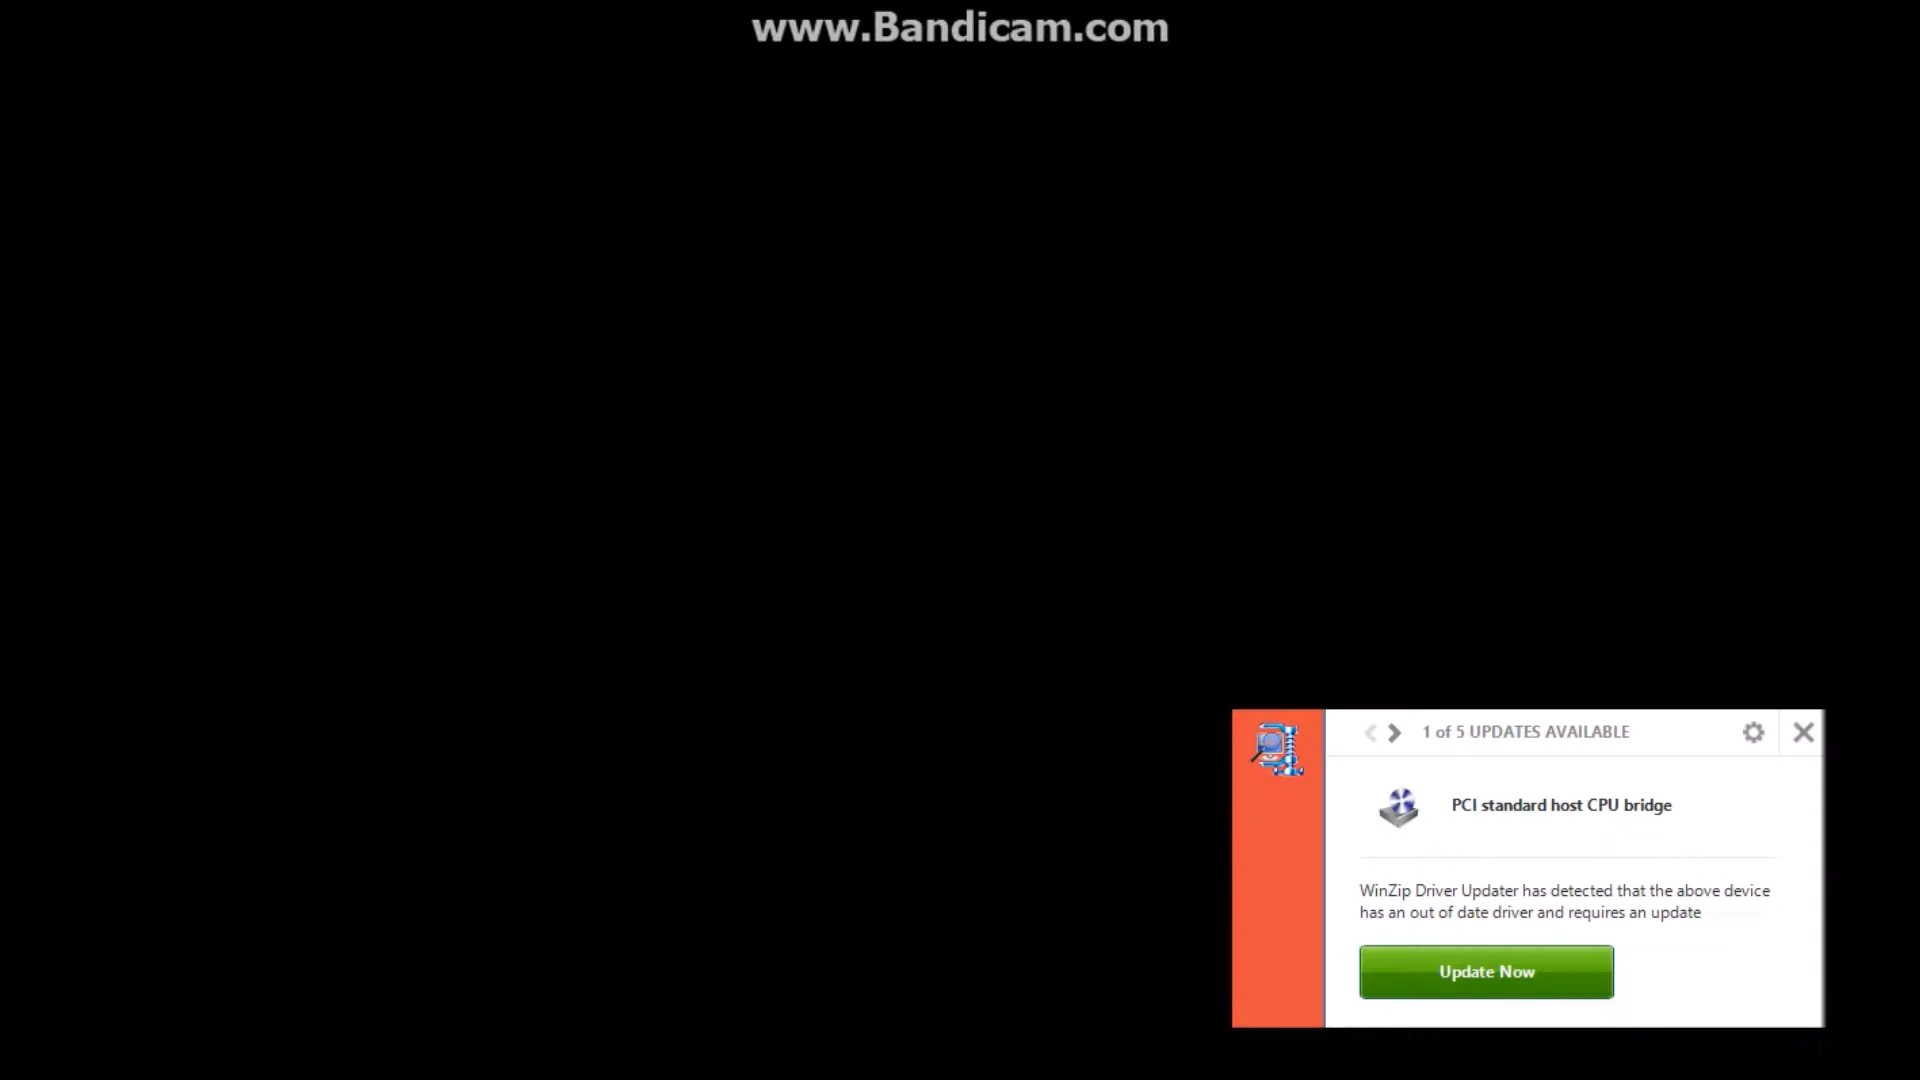 www.Bandicam.com
1 of 5 UPDATES AVAILABLE
PCI standard host CPU bridge
WinZip Driver Updater has detected that the above device
has an out of date driver and requires an update
Update Now